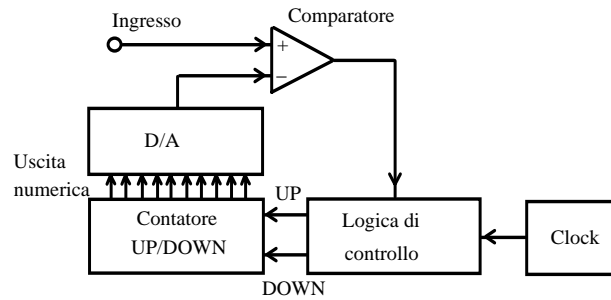 Ingresso
Comparatore
+
−
D/A
Uscita
numerica
UP
Contatore
UP/DOWN
Logica di
controllo
Clock
DOWN